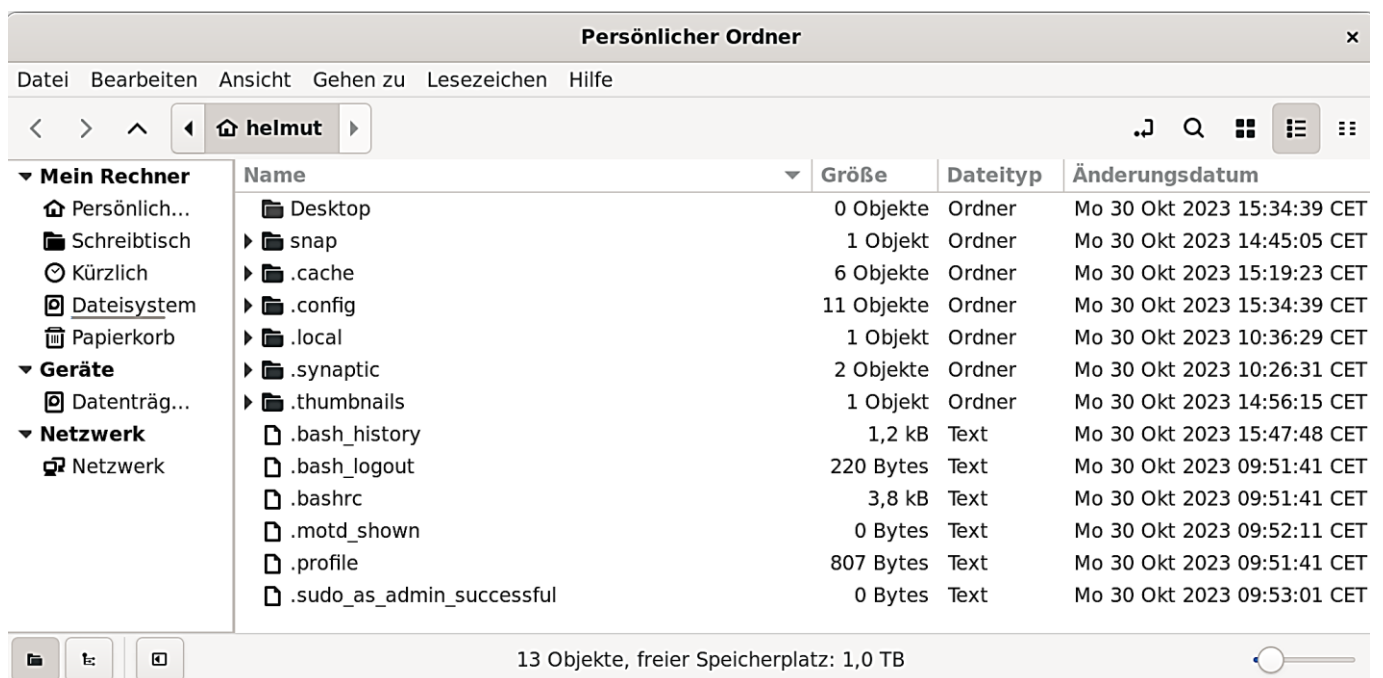 Persönlicher Ordner
Datei Bearbeiten Ansicht Gehen zu Lesezeichen Hilfe
helmut
Mein Rechner
Persönlich...
Schreibtisch
Kürzlich
Dateisystem
Papierkorb
Geräte
Datenträg...
Netzwerk
Netzwerk
Name Größe Dateityp Änderungsdatum
Desktop 0 Objekte Ordner Mo 30 Okt 2023 15:34:39 CET
snap 1 Objekt Ordner Mo 30 Okt 2023 14:45:05 CET
.cache 6 Objekte Ordner Mo 30 Okt 2023 15:19:23 CET
.config 11 Objekte Ordner Mo 30 Okt 2023 15:34:39 CET
.local 1 Objekt Ordner Mo 30 Okt 2023 10:36:29 CET
.synaptic 2 Objekte Ordner Mo 30 Okt 2023 10:26:31 CET
.thumbnails 1 Objekt Ordner Mo 30 Okt 2023 14:56:15 CET
.bash_history 1,2 kB Text Mo 30 Okt 2023 15:47:48 CET
.bash_logout 220 Bytes Text Mo 30 Okt 2023 09:51:41 CET
.bashrc 3,8 kB Text Mo 30 Okt 2023 09:51:41 CET
.motd_shown 0 Bytes Text Mo 30 Okt 2023 09:52:11 CET
.profile 807 Bytes Text Mo 30 Okt 2023 09:51:41 CET
.sudo_as_admin_successful 0 Bytes Text Mo 30 Okt 2023 09:53:01 CET
13 Objekte, freier Speicherplatz: 1,0 TB